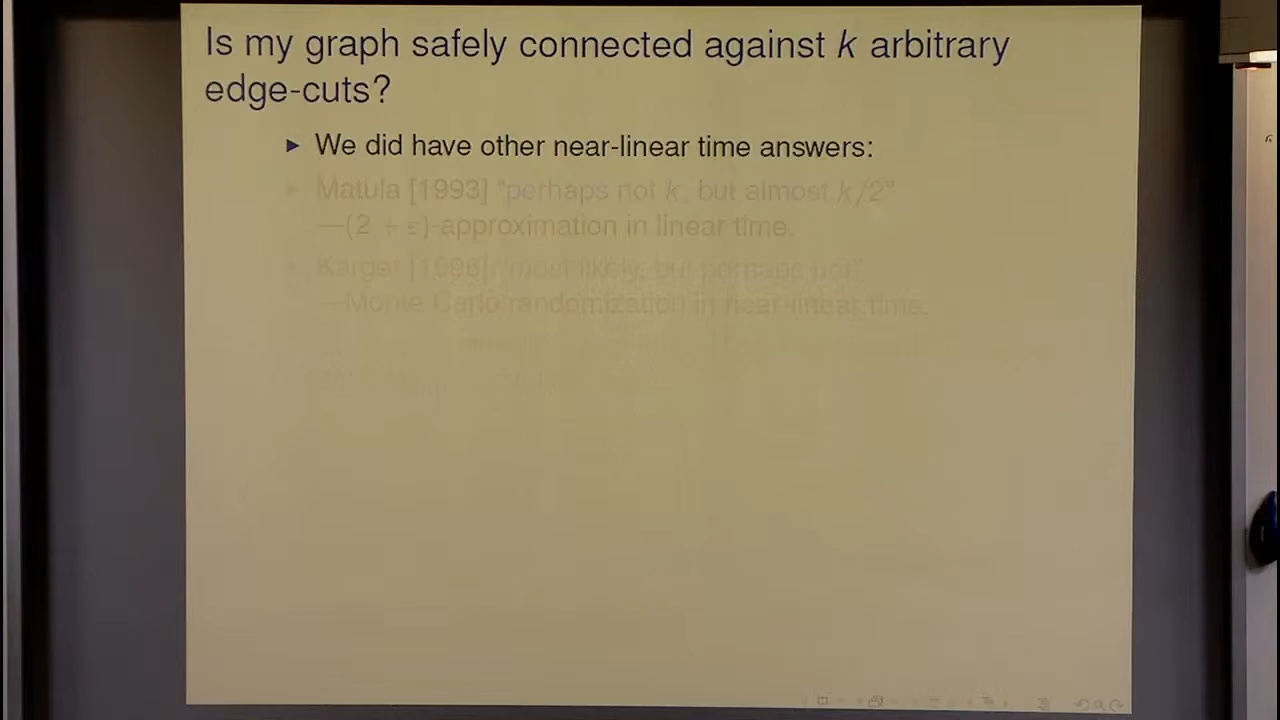 Is my graph safely connected against k arbitrary
edge-cuts?
► We did have other near-linear time answers:
► Matula [1993] "perhaps not k, but almost k/2"
—(2 + ε)-approximation in linear time.
► Karger [1996] "most likely, but perhaps not"
—Monte Carlo randomization in near-linear time.